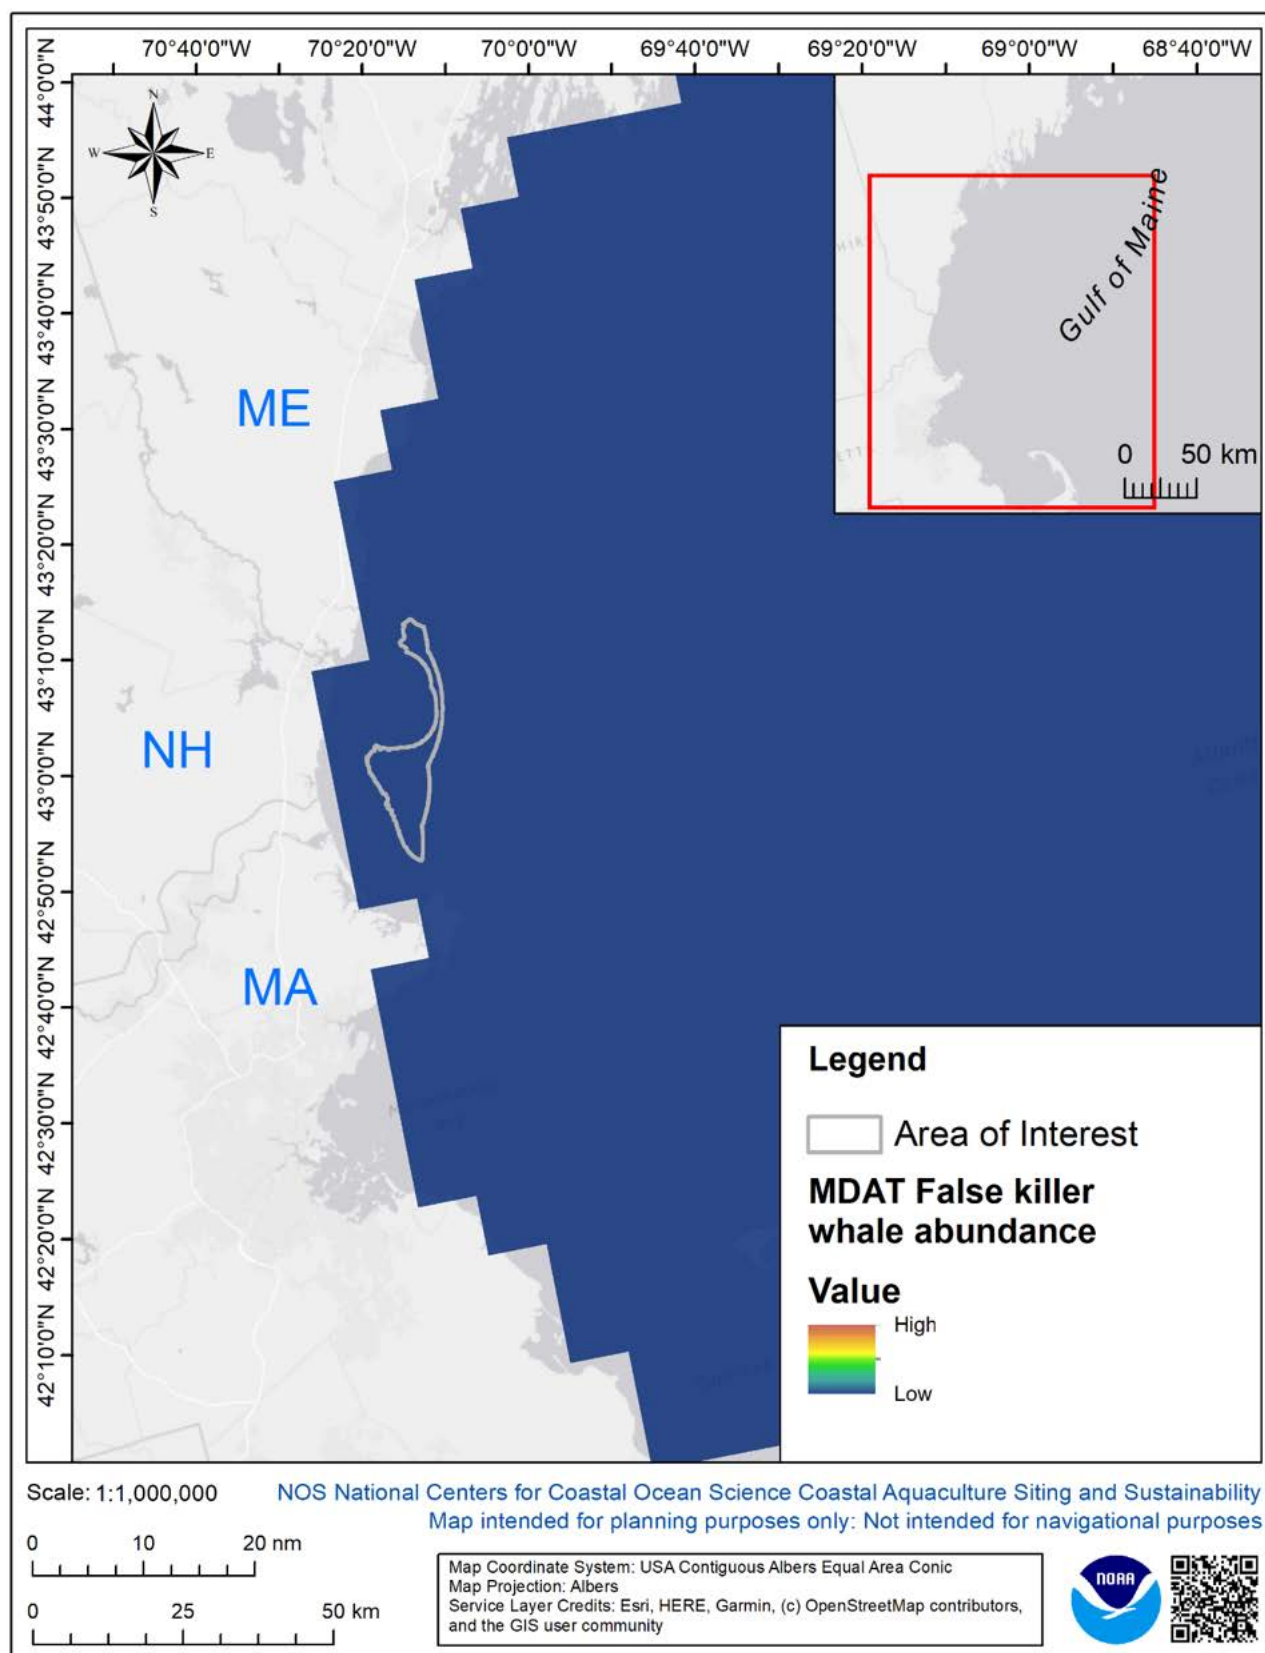 70°40'0"W 70°20'0"W 70°0'0"W 69°40'0"W 69°20'0"W 69°0'0"W 68°40'0"W
44°0'0"N
43°50'0"N
43°40'0"N
43°30'0"N
43°20'0"N
43°10'0"N
43°0'0"N
42°50'0"N
42°40'0"N
42°30'0"N
42°20'0"N
42°10'0"N
N
W E
S
ME
NH
MA
Gulf of Maine
0 50 km
Legend
Area of Interest
MDAT False killer
whale abundance
Value
High
Low
Scale: 1:1,000,000
NOS National Centers for Coastal Ocean Science Coastal Aquaculture Siting and Sustainability
Map intended for planning purposes only: Not intended for navigational purposes
0 10 20 nm
0 25 50 km
Map Coordinate System: USA Contiguous Albers Equal Area Conic
Map Projection: Albers
Service Layer Credits: Esri, HERE, Garmin, (c) OpenStreetMap contributors,
and the GIS user community
NOAA